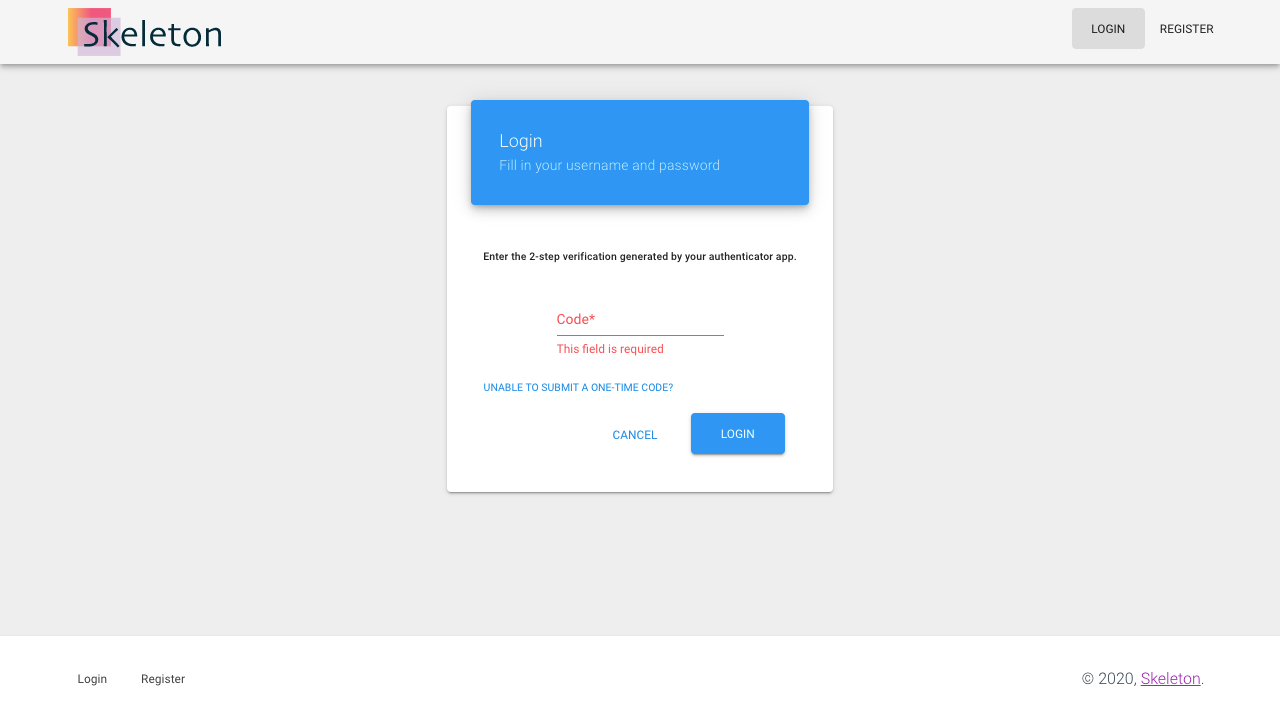 Skeleton
LOGIN
REGISTER
Login
Fill in your username and password
Enter the 2-step verification generated by your authenticator app.
Code*
This field is required
UNABLE TO SUBMIT A ONE-TIME CODE?
CANCEL
LOGIN
Login
Register
© 2020, Skeleton.